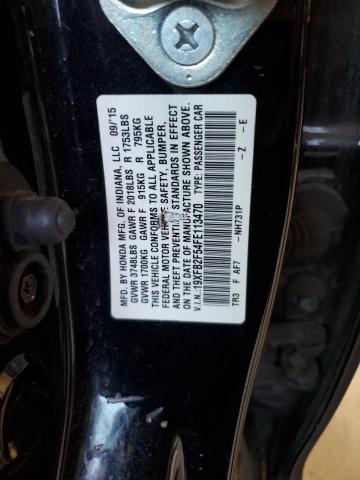 MFD. BY HONDA MFG. OF INDIANA, LLC 09/15
GVWR 3748LBS GAWR F 2018LBS R 1753LBS
GVWR 1700KG GAWR F 915KG R 795KG
THIS VEHICLE CONFORMS TO ALL APPLICABLE
FEDERAL MOTOR VEHICLE SAFETY, BUMPER,
AND THEFT PREVENTION STANDARDS IN EFFECT
ON THE DATE OF MANUFACTURE SHOWN ABOVE.
V.I.N.: 19XFB2F54FE113470 TYPE: PASSENGER CAR
TR3 F AF7 -NH731P -Z -E